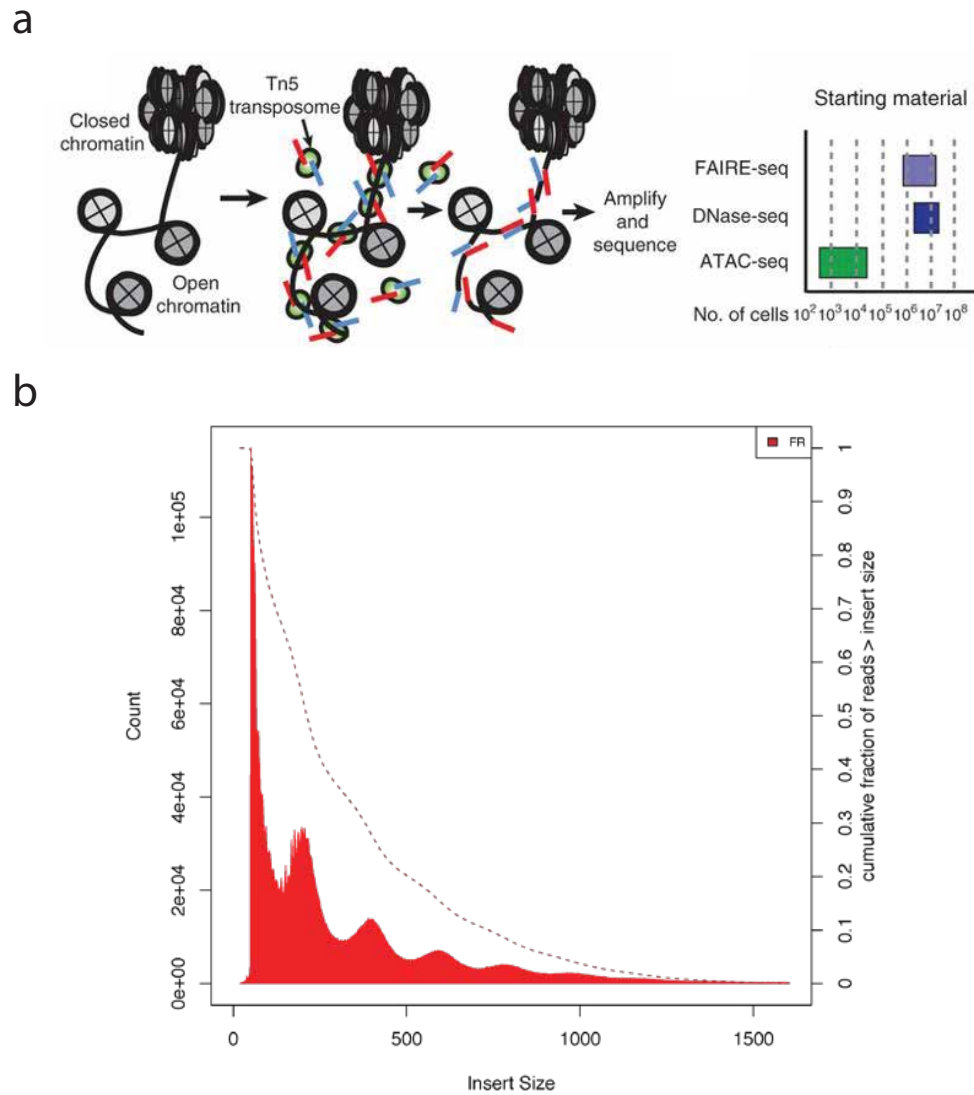 a
Tn5
transposome
Closed
chromatin
Open
chromatin
Amplify
and
sequence
Starting material
FAIRE-seq
DNase-seq
ATAC-seq
No. of cells 10² 10³ 10⁴ 10⁵ 10⁶ 10⁷ 10⁸
b
FR
Count
0e+00 2e+04 4e+04 6e+04 8e+04 1e+05
cumulative fraction of reads > insert size
0 0.1 0.2 0.3 0.4 0.5 0.6 0.7 0.8 0.9 1
0 500 1000 1500
Insert Size